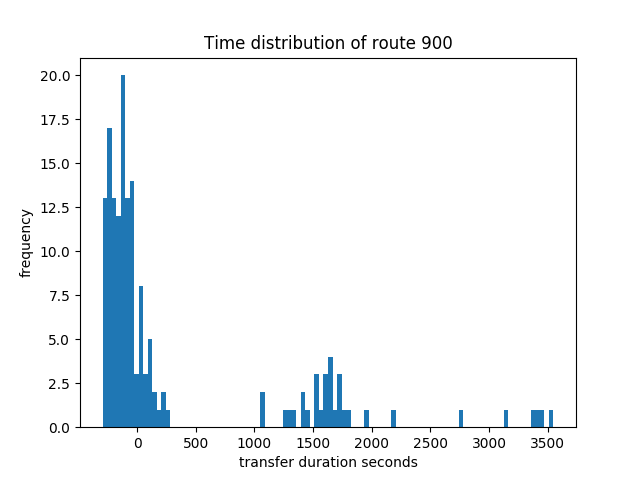 Time distribution of route 900
20.0
17.5
15.0
12.5
10.0
7.5
5.0
2.5
0.0
frequency
0 500 1000 1500 2000 2500 3000 3500
transfer duration seconds